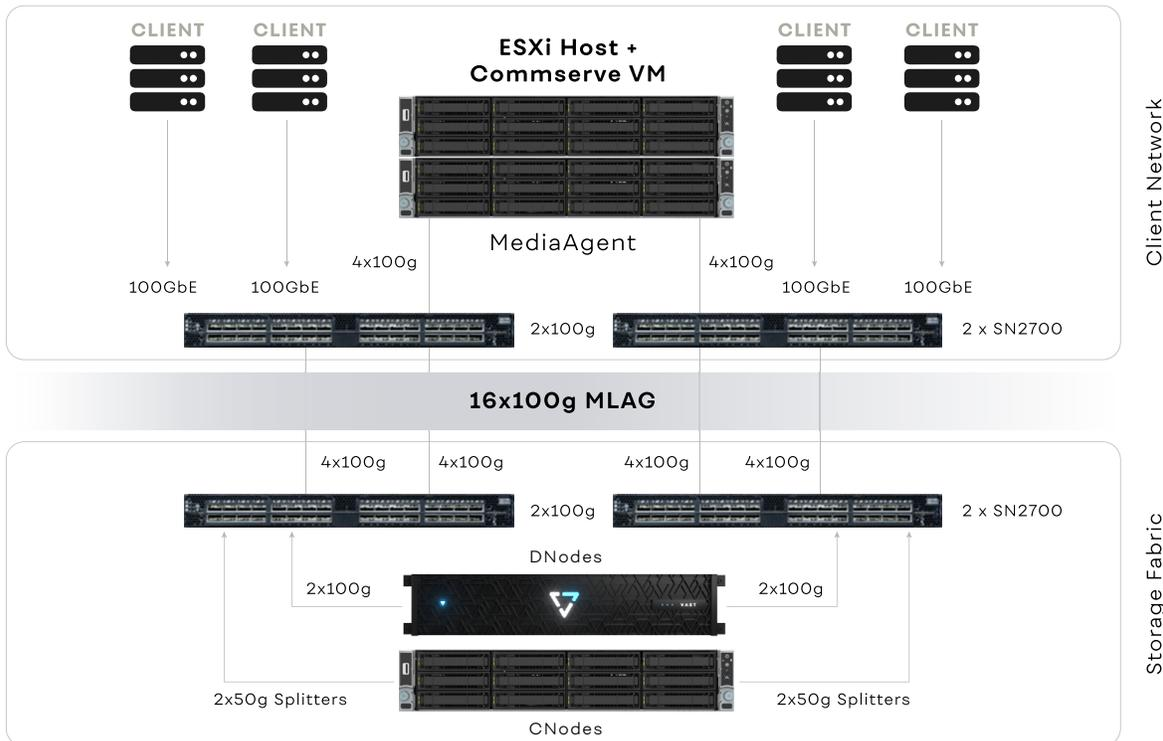 CLIENT
CLIENT
ESXi Host +
Commserve VM
CLIENT
CLIENT
MediaAgent
4x100g
4x100g
100GbE
100GbE
100GbE
100GbE
2x100g
2 x SN2700
Client Network
16x100g MLAG
4x100g
4x100g
4x100g
4x100g
2x100g
2 x SN2700
DNodes
2x100g
2x100g
VAST
2x50g Splitters
2x50g Splitters
CNodes
Storage Fabric